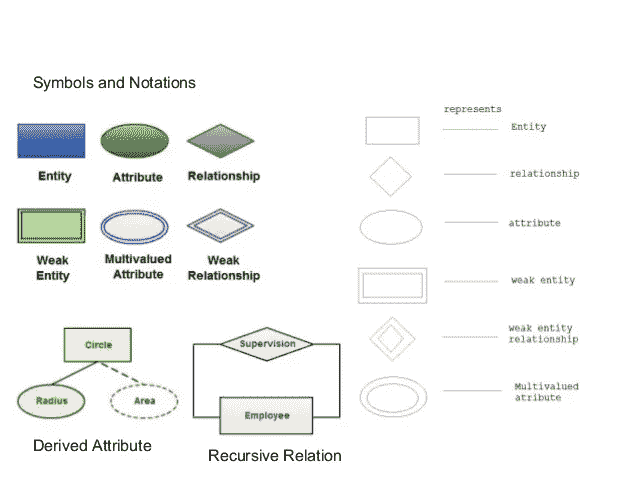 Symbols and Notations
Entity
Attribute
Relationship
Weak
Entity
Multivalued
Attribute
Weak
Relationship
Circle
Radius
Area
Derived Attribute
Supervision
Employee
Recursive Relation
represents
Entity
relationship
attribute
weak entity
weak entity
relationship
Multivalued
atribute